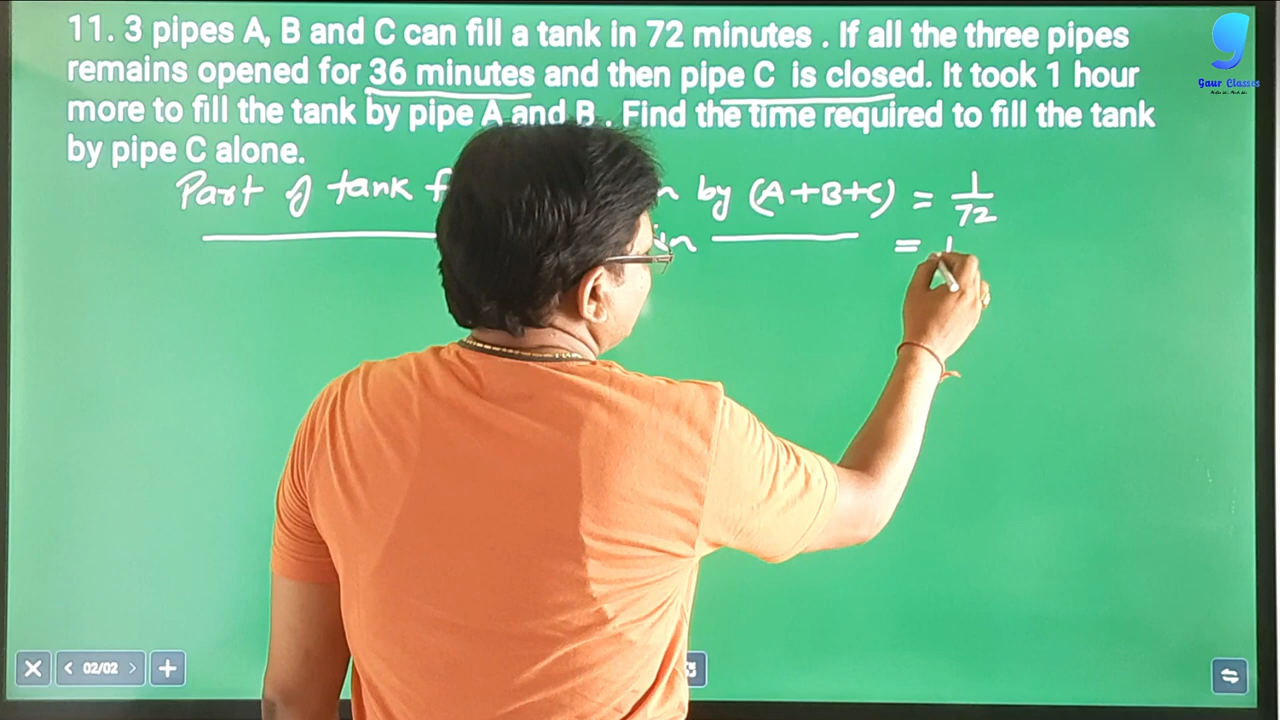 11. 3 pipes A, B and C can fill a tank in 72 minutes . If all the three pipes
remains opened for 36 minutes and then pipe C is closed. It took 1 hour
more to fill the tank by pipe A and B . Find the time required to fill the tank
by pipe C alone.
Part of tank f by (A+B+C) = 1/72
in = 1
02/02
Gaur Classes